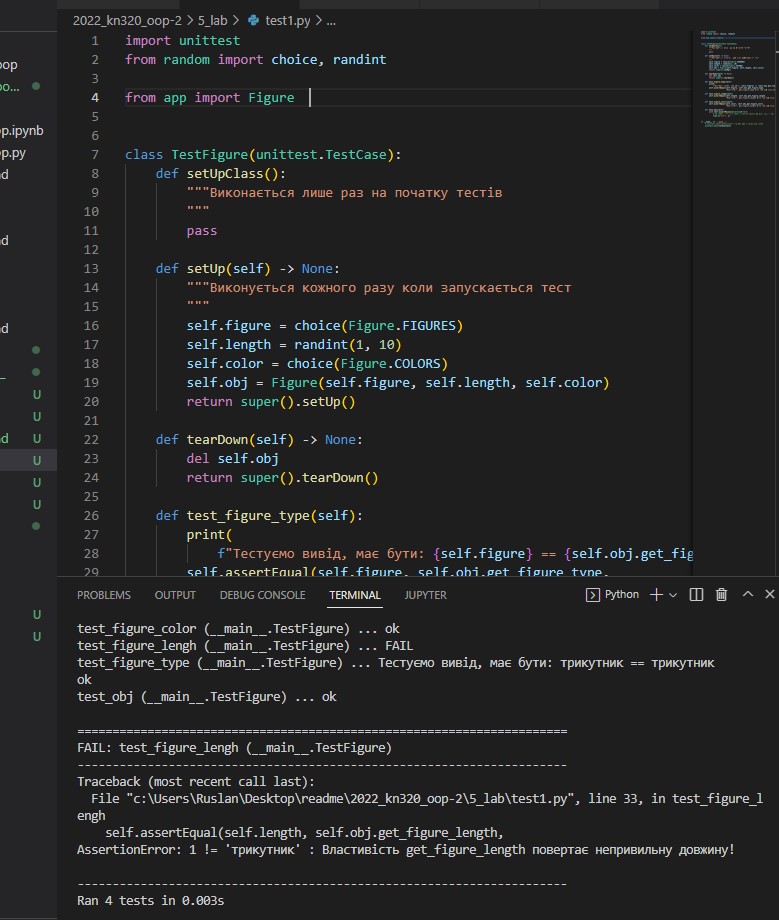 2022_kn320_oop-2 > 5_lab > test1.py > ...
oop
oo...
p.ipynb
p.py
nd
nd
nd
U
U
nd U
U
U
U
U
U
1 import unittest
2 from random import choice, randint
3
4 from app import Figure
5
6
7 class TestFigure(unittest.TestCase):
8 def setUpClass():
9 """Виконається лише раз на початку тестів
10 """
11 pass
12
13 def setUp(self) -> None:
14 """Виконується кожного разу коли запускається тест
15 """
16 self.figure = choice(Figure.FIGURES)
17 self.length = randint(1, 10)
18 self.color = choice(Figure.COLORS)
19 self.obj = Figure(self.figure, self.length, self.color)
20 return super().setUp()
21
22 def tearDown(self) -> None:
23 del self.obj
24 return super().tearDown()
25
26 def test_figure_type(self):
27 print(
28 f"Тестуємо вивід, має бути: {self.figure} == {self.obj.get_fig
29 self.assertEqual(self.figure, self.obj.get_figure_type,
PROBLEMS OUTPUT DEBUG CONSOLE TERMINAL JUPYTER Python
test_figure_color (__main__.TestFigure) ... ok
test_figure_lengh (__main__.TestFigure) ... FAIL
test_figure_type (__main__.TestFigure) ... Тестуємо вивід, має бути: трикутник == трикутник
ok
test_obj (__main__.TestFigure) ... ok
======================================================================
FAIL: test_figure_lengh (__main__.TestFigure)
----------------------------------------------------------------------
Traceback (most recent call last):
File "c:\Users\Ruslan\Desktop\readme\2022_kn320_oop-2\5_lab\test1.py", line 33, in test_figure_l
engh
self.assertEqual(self.length, self.obj.get_figure_length,
AssertionError: 1 != 'трикутник' : Властивість get_figure_length повертає непривильну довжину!
----------------------------------------------------------------------
Ran 4 tests in 0.003s